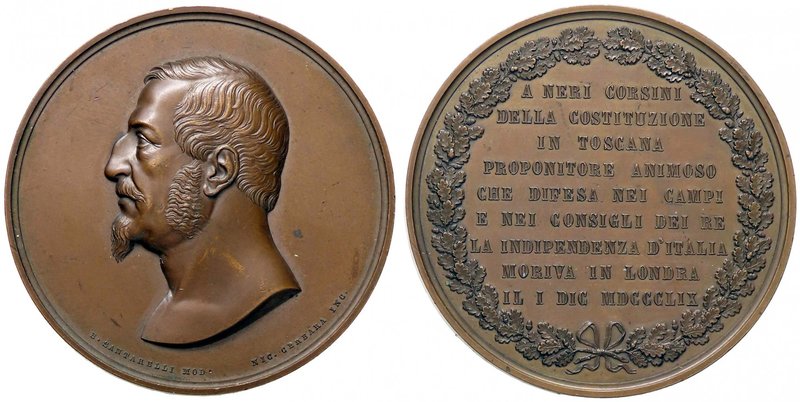 E. SANTARELLI MOD. NIC. CERBARA INC.
A NERI CORSINI
DELLA COSTITUZIONE
IN TOSCANA
PROPONITORE ANIMOSO
CHE DIFESA NEI CAMPI
E NEI CONSIGLI DEI RE
LA INDIPENDENZA D'ITALIA
MORIVA IN LONDRA
IL I DIC MDCCCLIX